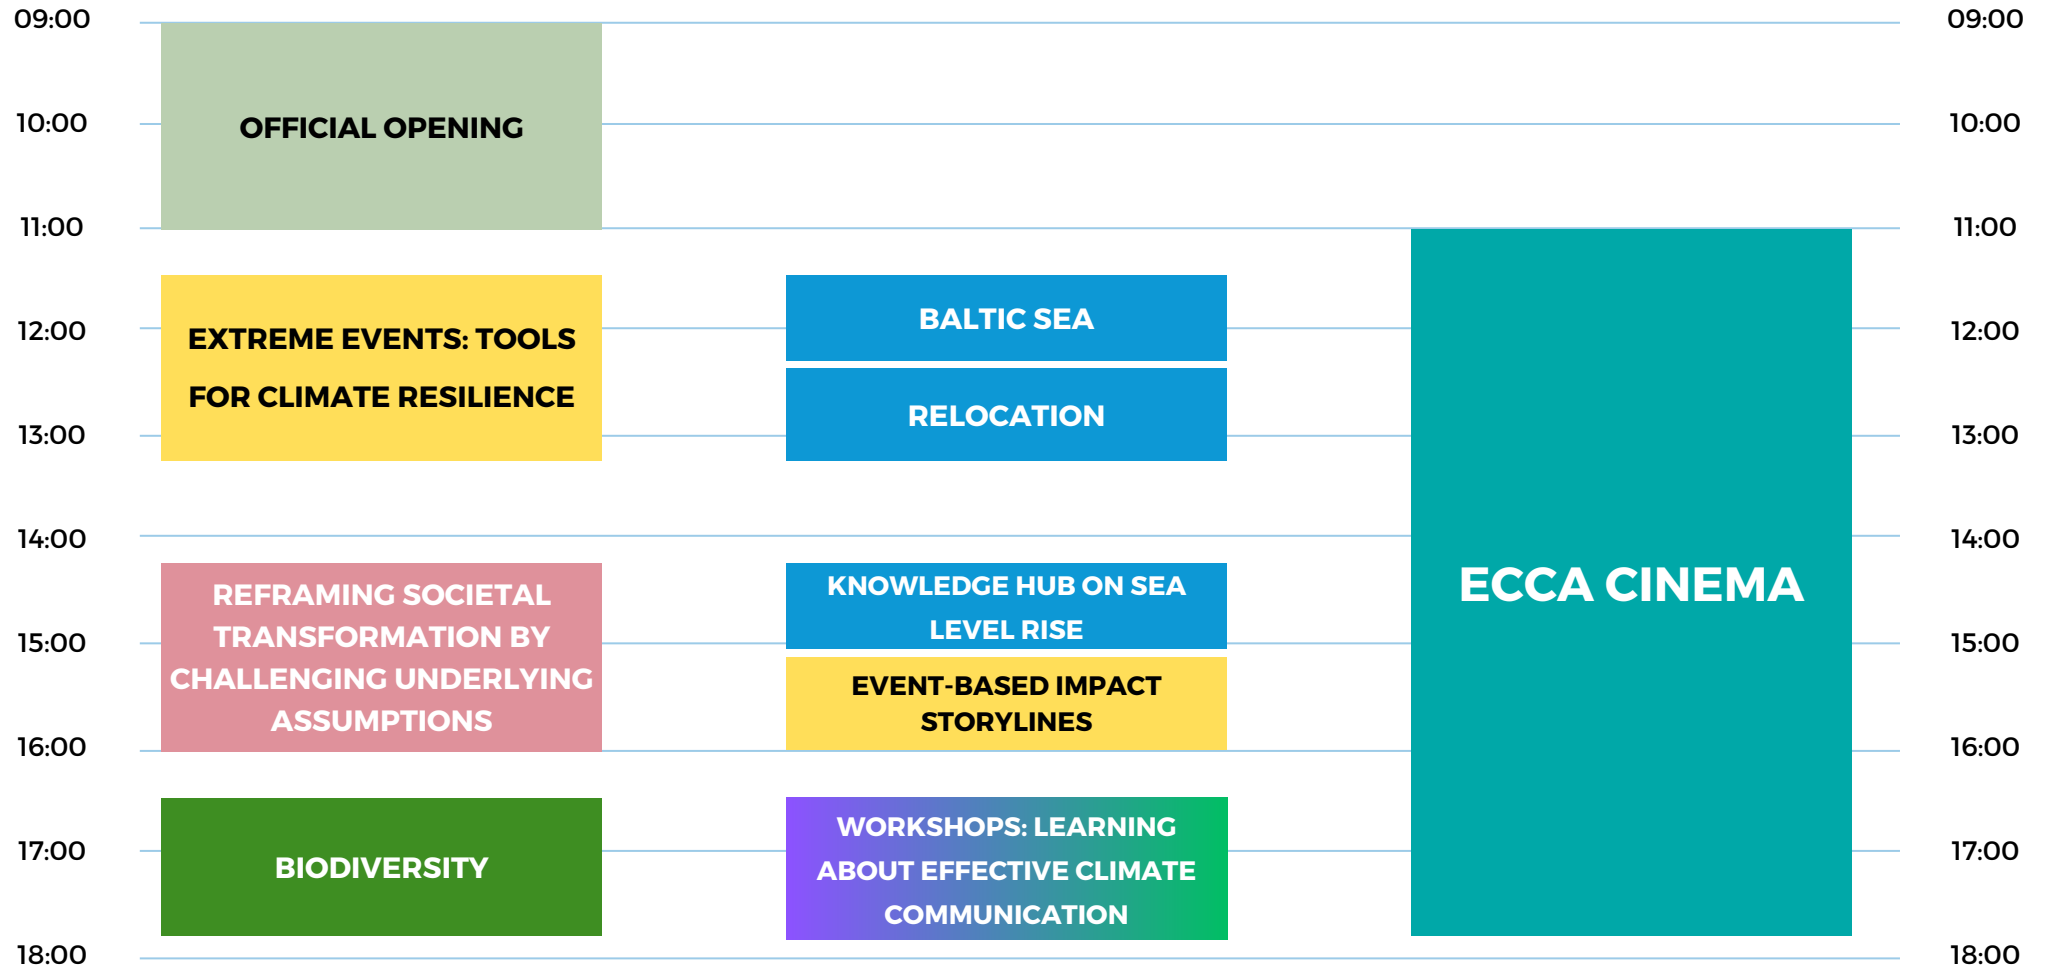 09:00
09:00
OFFICIAL OPENING
10:00
10:00
11:00
11:00
EXTREME EVENTS: TOOLS
FOR CLIMATE RESILIENCE
BALTIC SEA
12:00
12:00
RELOCATION
13:00
13:00
14:00
14:00
REFRAMING SOCIETAL
TRANSFORMATION BY
CHALLENGING UNDERLYING
ASSUMPTIONS
KNOWLEDGE HUB ON SEA
LEVEL RISE
ECCA CINEMA
15:00
15:00
EVENT-BASED IMPACT
STORYLINES
16:00
16:00
BIODIVERSITY
WORKSHOPS: LEARNING
ABOUT EFFECTIVE CLIMATE
COMMUNICATION
17:00
17:00
18:00
18:00